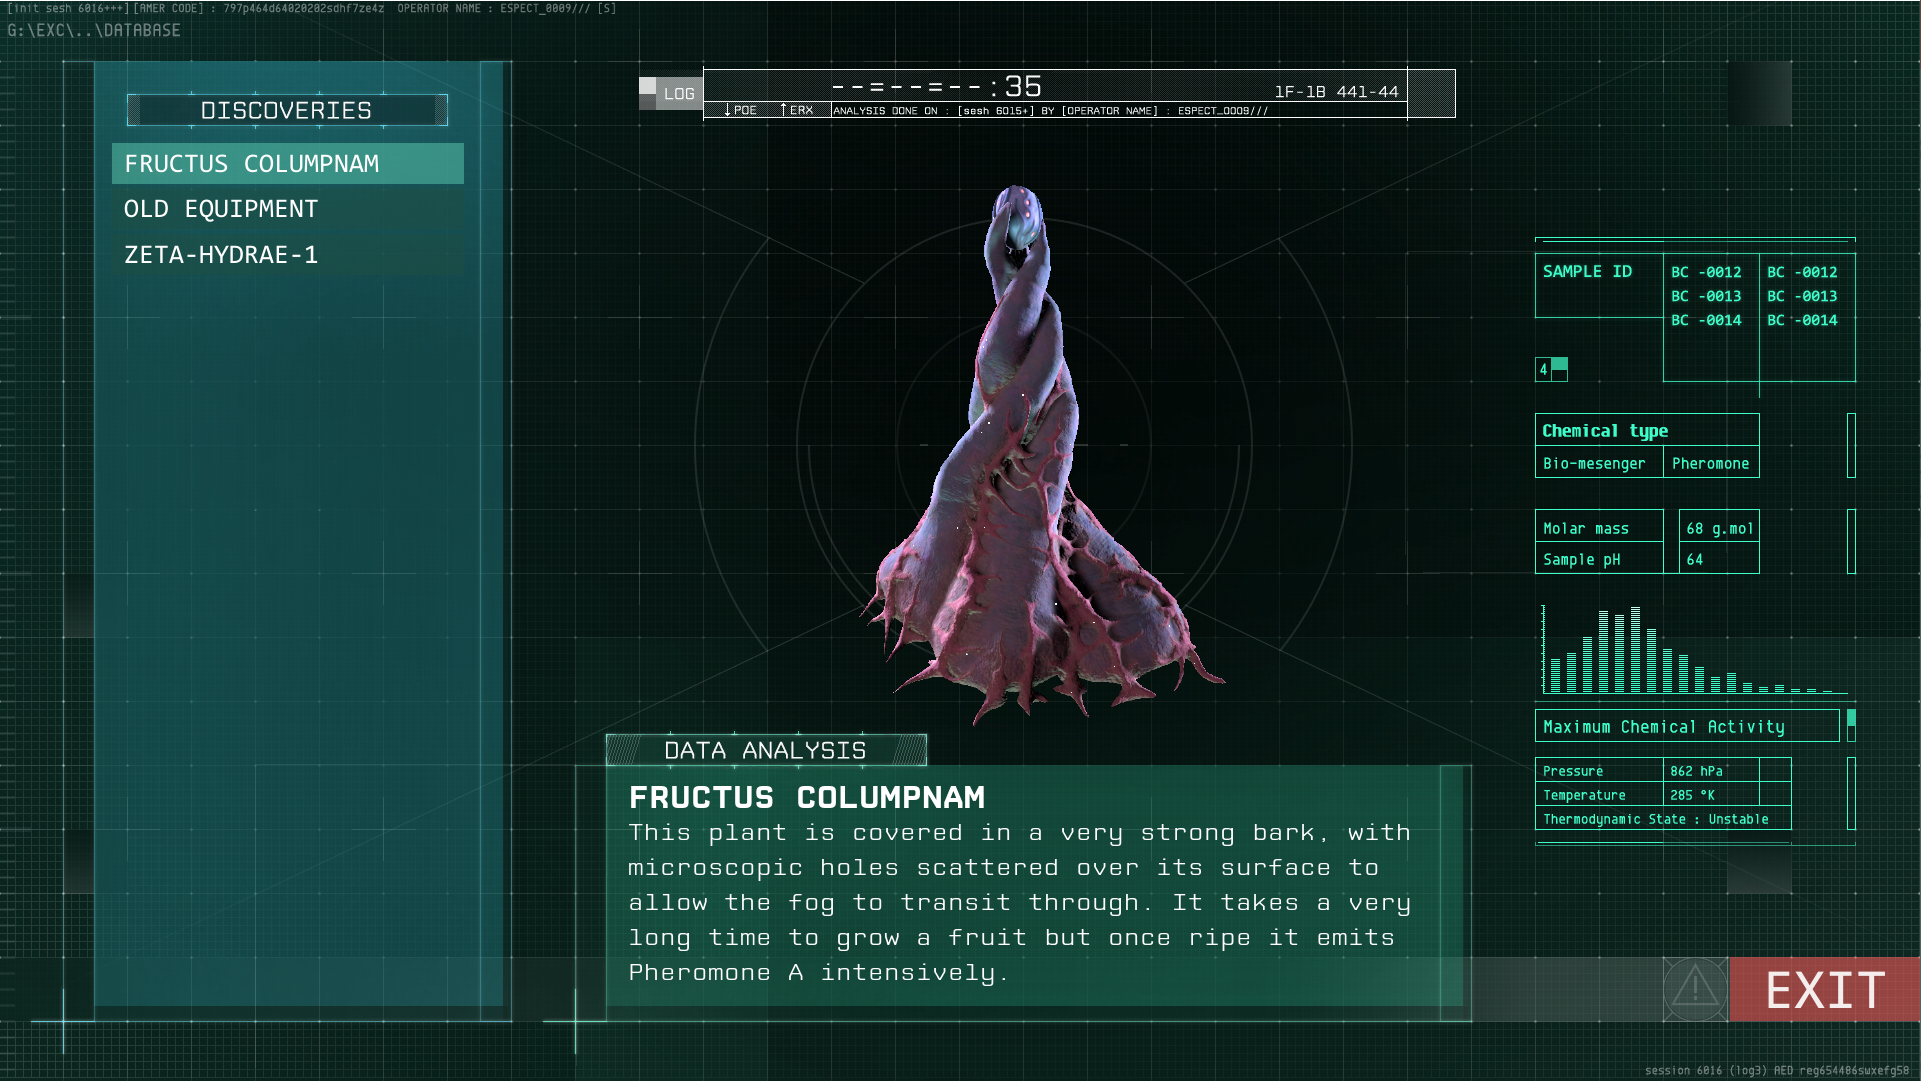 [init sesh 6016+++] [AMER CODE] : 797p464d64020202sdhf7ze4z OPERATOR NAME : ESPECT_0009/// [S]
G:\EXC\..\DATABASE
DISCOVERIES
FRUCTUS COLUMPNAM
OLD EQUIPMENT
ZETA-HYDRAE-1
LOG
--=--=--:35
1F-1B 441-44
↓POE ↑ERX ANALYSIS DONE ON : [sesh 6015+] BY [OPERATOR NAME] : ESPECT_0009///
DATA ANALYSIS
FRUCTUS COLUMPNAM
This plant is covered in a very strong bark, with
microscopic holes scattered over its surface to
allow the fog to transit through. It takes a very
long time to grow a fruit but once ripe it emits
Pheromone A intensively.
SAMPLE ID
BC -0012 BC -0012
BC -0013 BC -0013
BC -0014 BC -0014
4
Chemical type
Bio-mesenger Pheromone
Molar mass 68 g.mol
Sample pH 64
Maximum Chemical Activity
Pressure 862 hPa
Temperature 285 °K
Thermodynamic State : Unstable
EXIT
session 6016 (log3) AED reg654486swxefg58